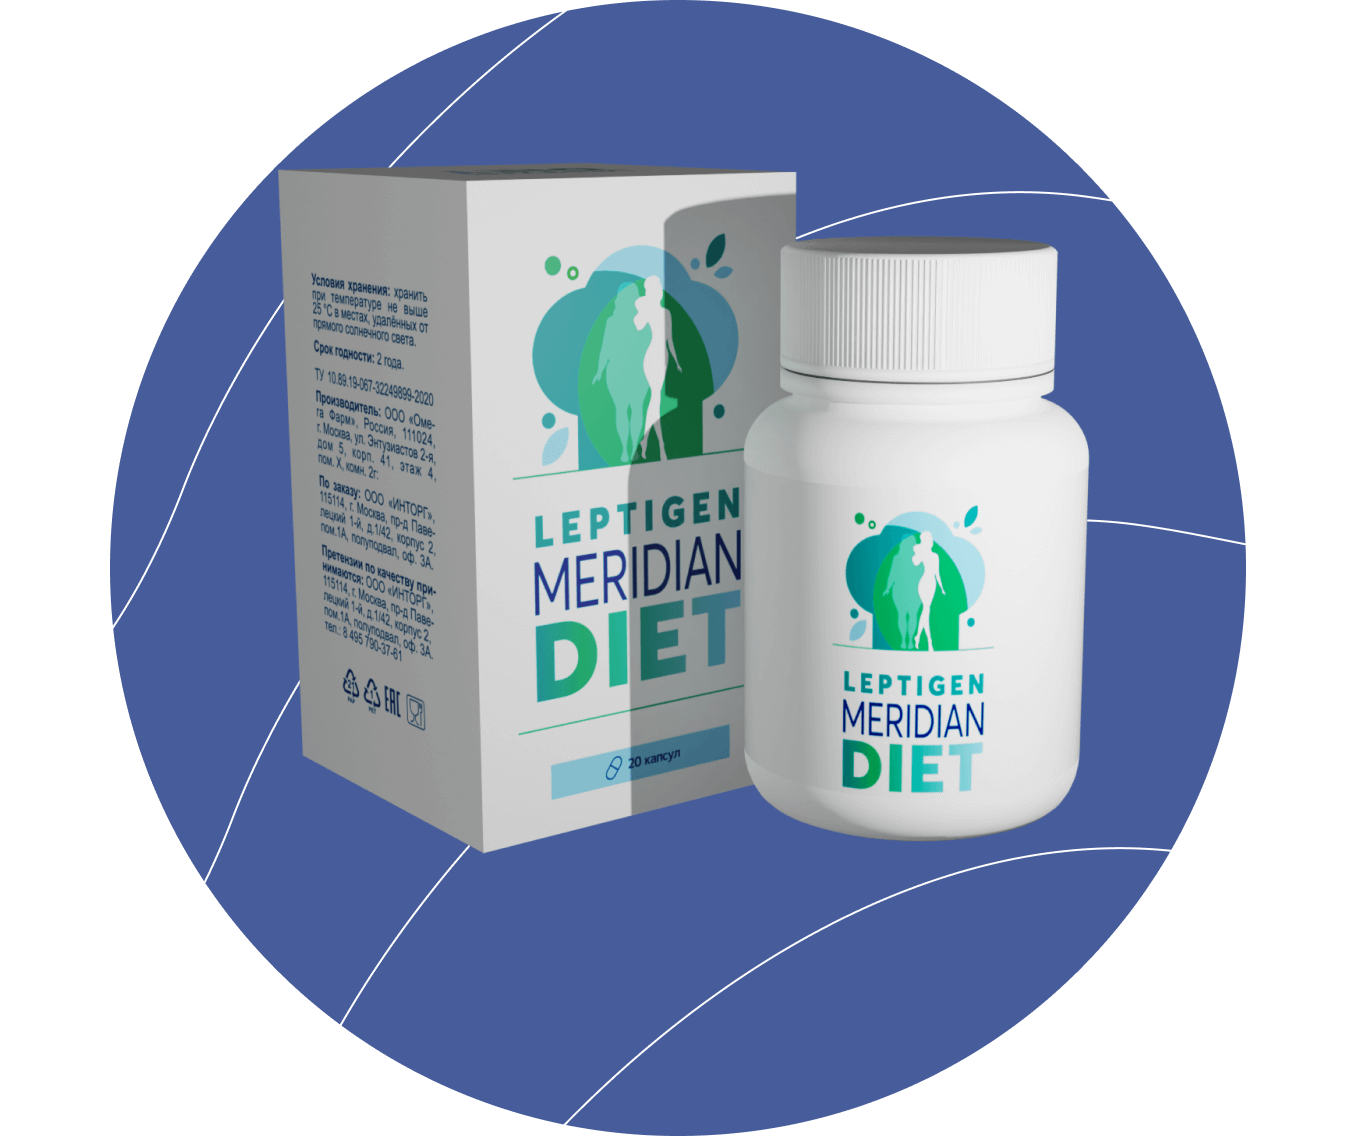 Условия хранения: хранить
при температуре не выше
25 °С в местах, удалённых от
прямого солнечного света.
Срок годности: 2 года.
ТУ 10.89.19-067-32249899-2020
Производитель: ООО «Оме-
га Фарм», Россия, 111024,
г. Москва, ул. Энтузиастов 2-я,
дом 5, корп. 41, этаж 4,
пом. X, комн. 2г.
По заказу: ООО «ИНТОРГ»,
115114, г. Москва, пр-д Паве-
лецкий 1-й, д.1/42, корпус 2,
пом.1А, полуподвал, оф. 3А.
Претензии по качеству при-
нимаются: ООО «ИНТОРГ»,
115114, г. Москва, пр-д Паве-
лецкий 1-й, д.1/42, корпус 2,
пом.1А, полуподвал, оф. 3А.
тел.: 8 495 790-37-61
21
PAP
1
PET
EAC
LEPTIGEN
MERIDIAN
DIET
20 капсул
LEPTIGEN
MERIDIAN
DIET